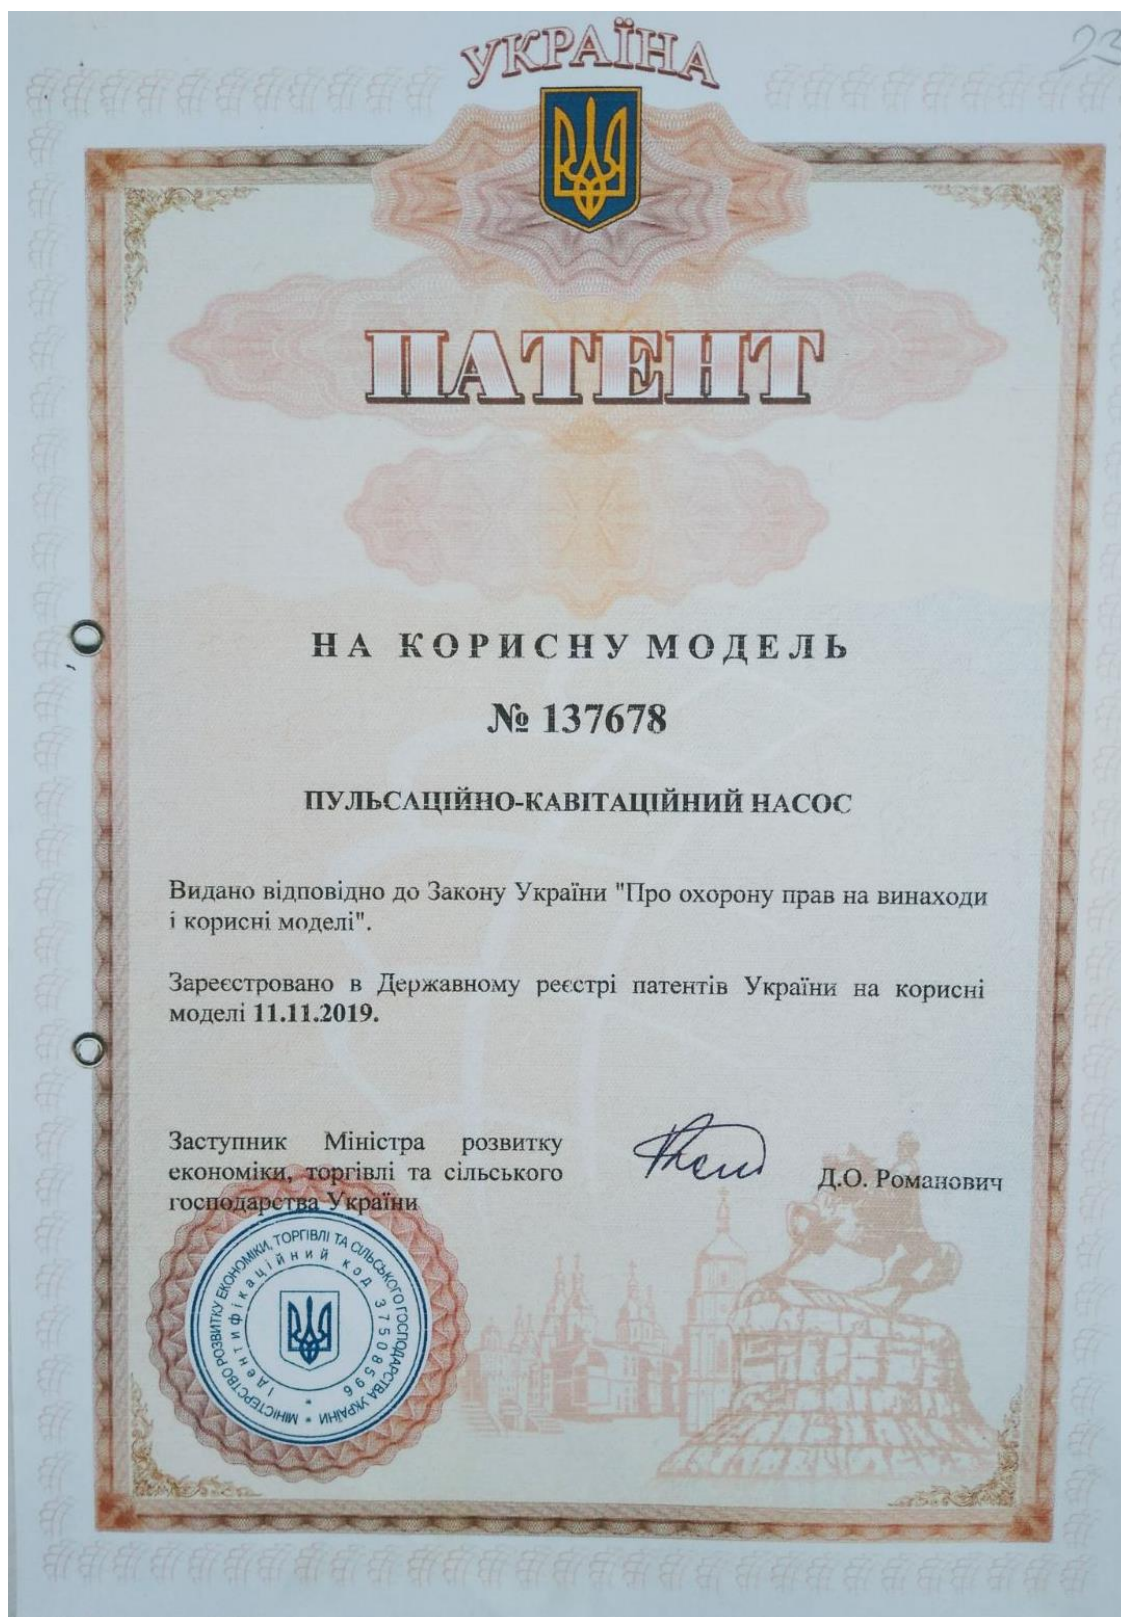 23
УКРАЇНА
ПАТЕНТ
НА КОРИСНУ МОДЕЛЬ
№ 137678
ПУЛЬСАЦІЙНО-КАВІТАЦІЙНИЙ НАСОС
Видано відповідно до Закону України "Про охорону прав на винаходи
і корисні моделі".
Зареєстровано в Державному реєстрі патентів України на корисні
моделі 11.11.2019.
Заступник Міністра розвитку
економіки, торгівлі та сільського
господарства України
Д.О. Романович
МІНІСТЕРСТВО РОЗВИТКУ ЕКОНОМІКИ, ТОРГІВЛІ ТА СІЛЬСЬКОГО ГОСПОДАРСТВА УКРАЇНИ *
Ідентифікаційний код 37508596 *